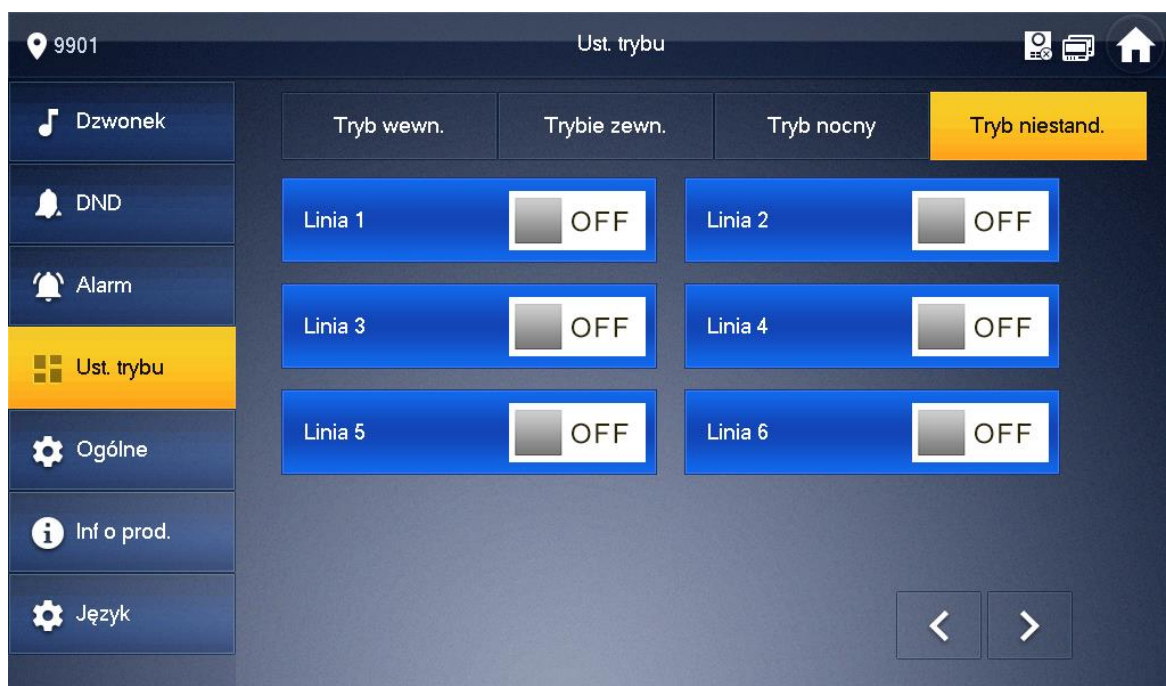 9901
Ust. trybu
Dzwonek
DND
Alarm
Ust. trybu
Ogólne
Inf o prod.
Język
Tryb wewn.
Trybie zewn.
Tryb nocny
Tryb niestand.
Linia 1 OFF
Linia 2 OFF
Linia 3 OFF
Linia 4 OFF
Linia 5 OFF
Linia 6 OFF